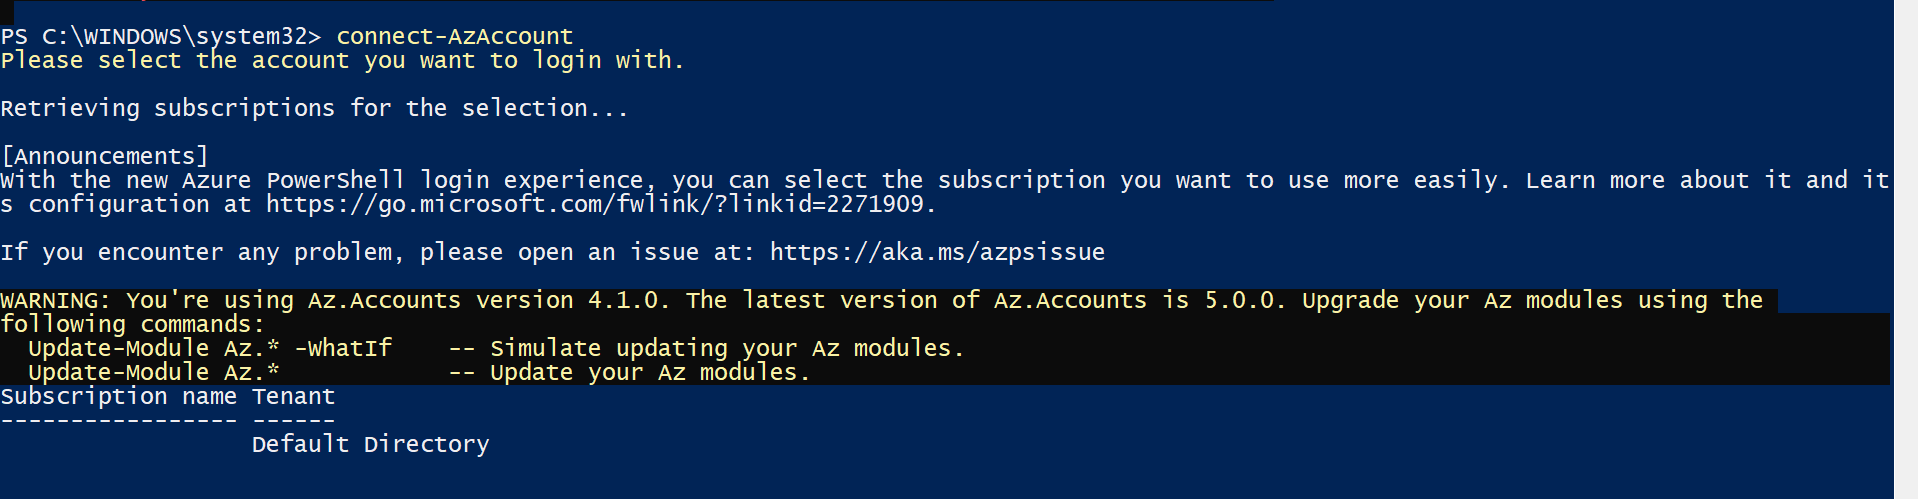 PS C:\WINDOWS\system32> connect-AzAccount
Please select the account you want to login with.
Retrieving subscriptions for the selection...
[Announcements]
With the new Azure PowerShell login experience, you can select the subscription you want to use more easily. Learn more about it and it
s configuration at https://go.microsoft.com/fwlink/?linkid=2271909.
If you encounter any problem, please open an issue at: https://aka.ms/azpsissue
WARNING: You're using Az.Accounts version 4.1.0. The latest version of Az.Accounts is 5.0.0. Upgrade your Az modules using the
following commands:
  Update-Module Az.* -WhatIf    -- Simulate updating your Az modules.
  Update-Module Az.*            -- Update your Az modules.
Subscription name Tenant
----------------- ------
                  Default Directory